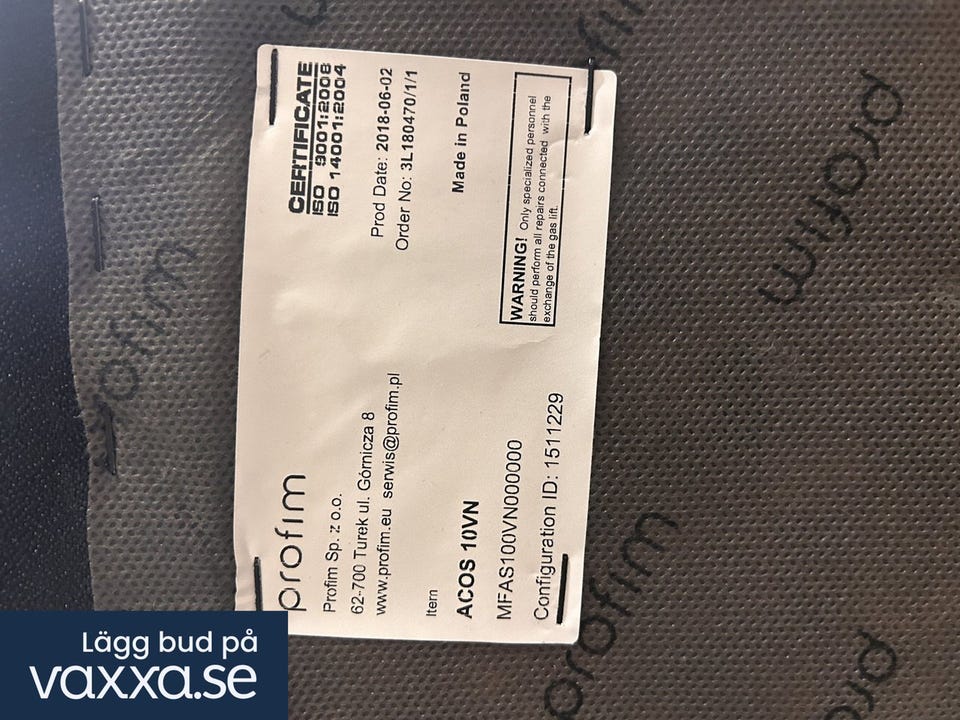 profim
Profim Sp. z o.o.
62-700 Turek ul. Górnicza 8
www.profim.eu serwis@profim.pl
Item
ACOS 10VN
MFAS100VN000000
Configuration ID: 1511229
CERTIFICATE
ISO 9001:2008
ISO 14001:2004
Prod Date: 2018-06-02
Order No: 3L180470/1/1
Made in Poland
WARNING! Only specialized personnel
should perform all repairs connected with the
exchange of the gas lift.
profim
profim
profim
Lägg bud på
vaxxa.se